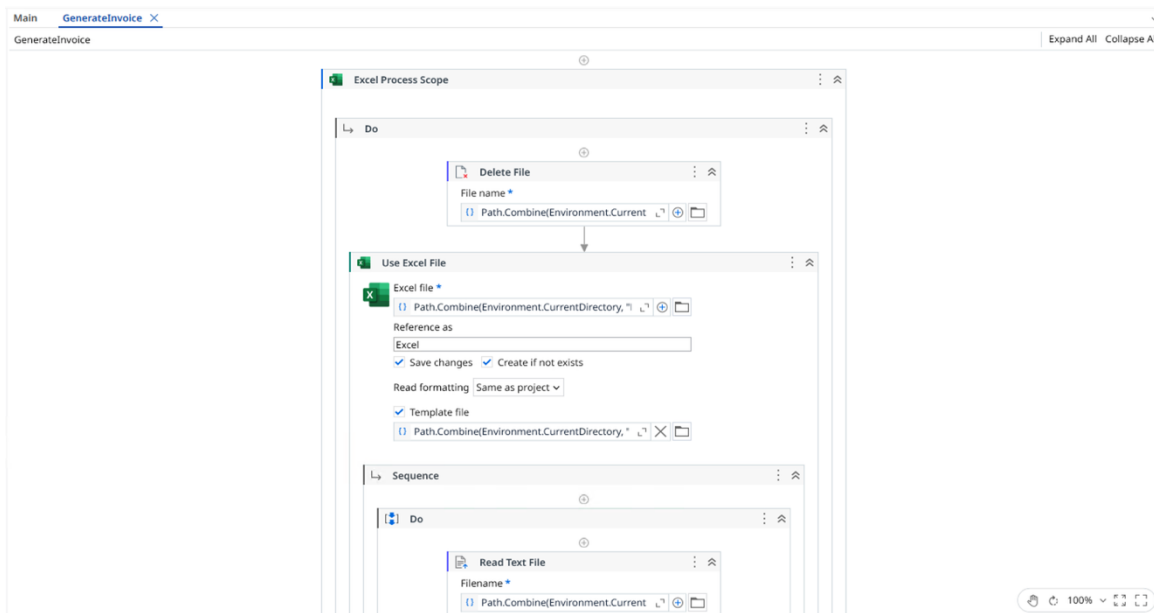 Main GenerateInvoice
GenerateInvoice Expand All Collapse Al
Excel Process Scope
Do
Delete File
File name *
Path.Combine(Environment.Current
Use Excel File
Excel file *
Path.Combine(Environment.CurrentDirectory, "I
Reference as
Excel
Save changes Create if not exists
Read formatting Same as project
Template file
Path.Combine(Environment.CurrentDirectory, "
Sequence
Do
Read Text File
Filename *
Path.Combine(Environment.Current
100%